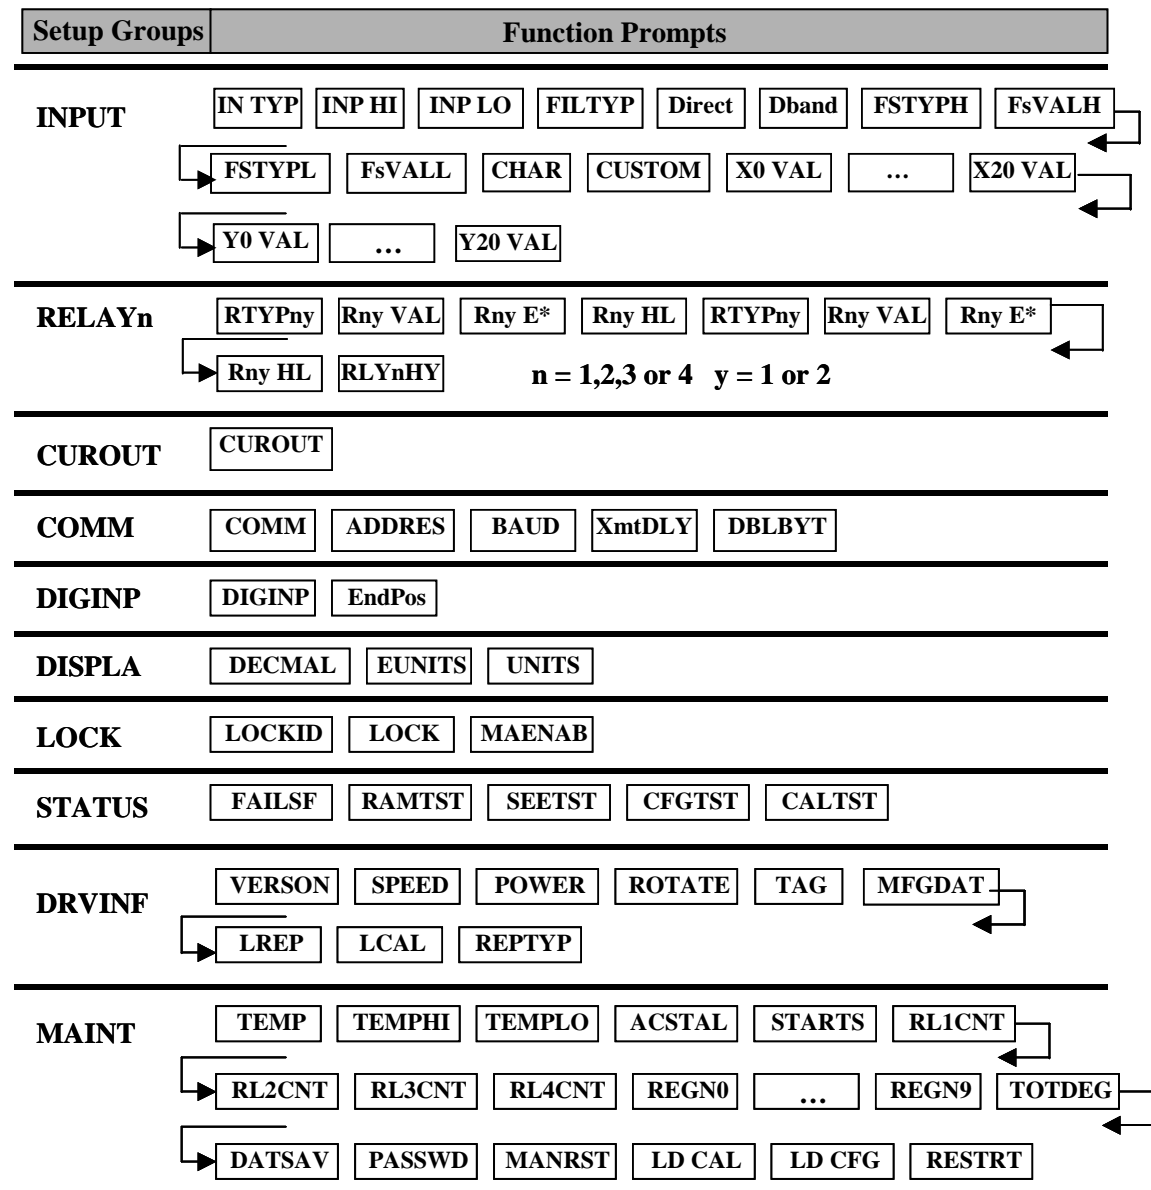 Setup Groups Function Prompts
INPUT IN TYP INP HI INP LO FILTYP Direct Dband FSTYPH FsVALH
FSTYPL FsVALL CHAR CUSTOM X0 VAL ... X20 VAL
Y0 VAL ... Y20 VAL
RELAYn RTYPny Rny VAL Rny E* Rny HL RTYPny Rny VAL Rny E*
Rny HL RLYnHY n = 1,2,3 or 4 y = 1 or 2
CUROUT CUROUT
COMM COMM ADDRES BAUD XmtDLY DBLBYT
DIGINP DIGINP EndPos
DISPLA DECMAL EUNITS UNITS
LOCK LOCKID LOCK MAENAB
STATUS FAILSF RAMTST SEETST CFGTST CALTST
DRVINF VERSON SPEED POWER ROTATE TAG MFGDAT
LREP LCAL REPTYP
MAINT TEMP TEMPHI TEMPLO ACSTAL STARTS RL1CNT
RL2CNT RL3CNT RL4CNT REGN0 ... REGN9 TOTDEG
DATSAV PASSWD MANRST LD CAL LD CFG RESTRT